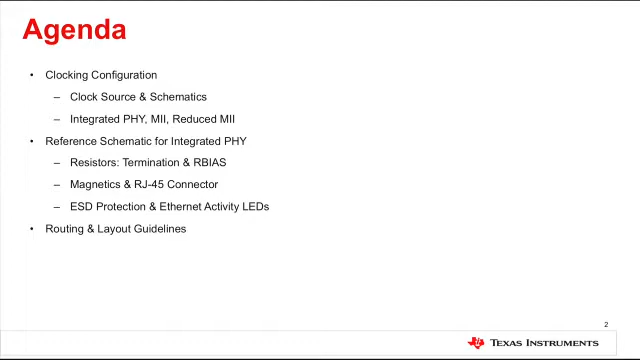 Agenda
• Clocking Configuration
– Clock Source & Schematics
– Integrated PHY, MII, Reduced MII
• Reference Schematic for Integrated PHY
– Resistors: Termination & RBIAS
– Magnetics & RJ-45 Connector
– ESD Protection & Ethernet Activity LEDs
• Routing & Layout Guidelines
2
TEXAS INSTRUMENTS